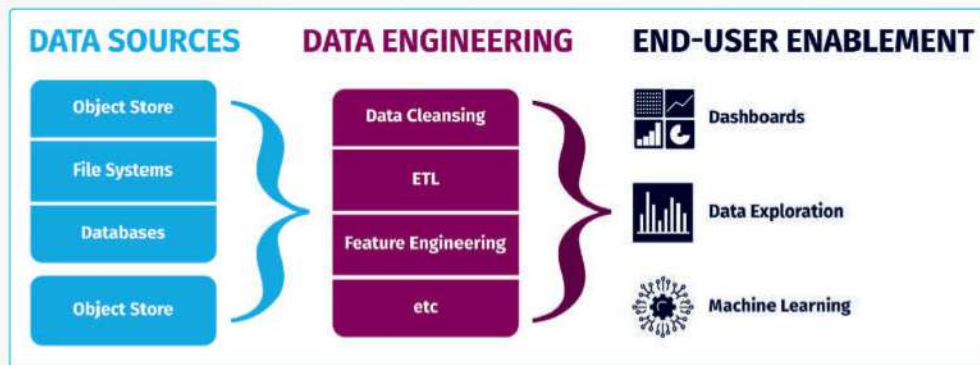 DATA SOURCES
Object Store
File Systems
Databases
Object Store
DATA ENGINEERING
Data Cleansing
ETL
Feature Engineering
etc
END-USER ENABLEMENT
Dashboards
Data Exploration
Machine Learning